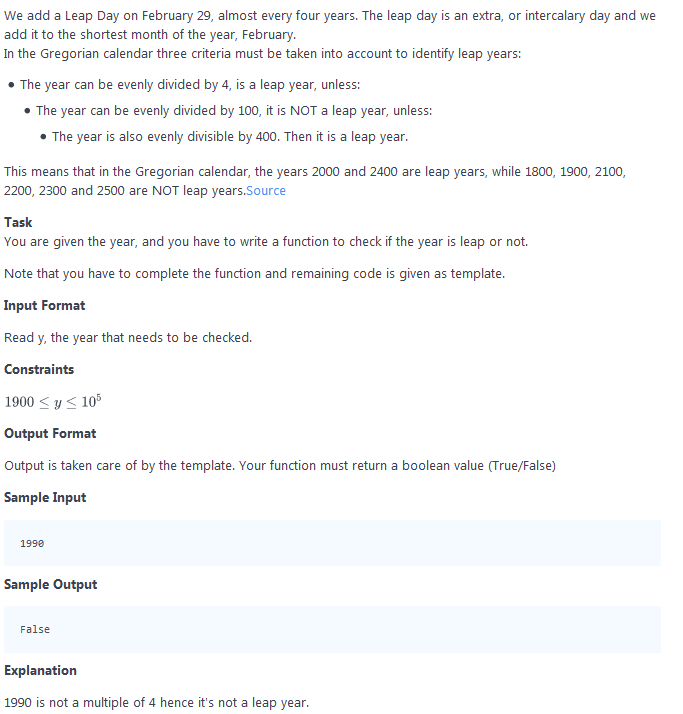 We add a Leap Day on February 29, almost every four years. The leap day is an extra, or intercalary day and we
add it to the shortest month of the year, February.
In the Gregorian calendar three criteria must be taken into account to identify leap years:
• The year can be evenly divided by 4, is a leap year, unless:
• The year can be evenly divided by 100, it is NOT a leap year, unless:
• The year is also evenly divisible by 400. Then it is a leap year.
This means that in the Gregorian calendar, the years 2000 and 2400 are leap years, while 1800, 1900, 2100,
2200, 2300 and 2500 are NOT leap years.Source
Task
You are given the year, and you have to write a function to check if the year is leap or not.
Note that you have to complete the function and remaining code is given as template.
Input Format
Read y, the year that needs to be checked.
Constraints
1900 ≤ y ≤ 10⁵
Output Format
Output is taken care of by the template. Your function must return a boolean value (True/False)
Sample Input
1990
Sample Output
False
Explanation
1990 is not a multiple of 4 hence it's not a leap year.